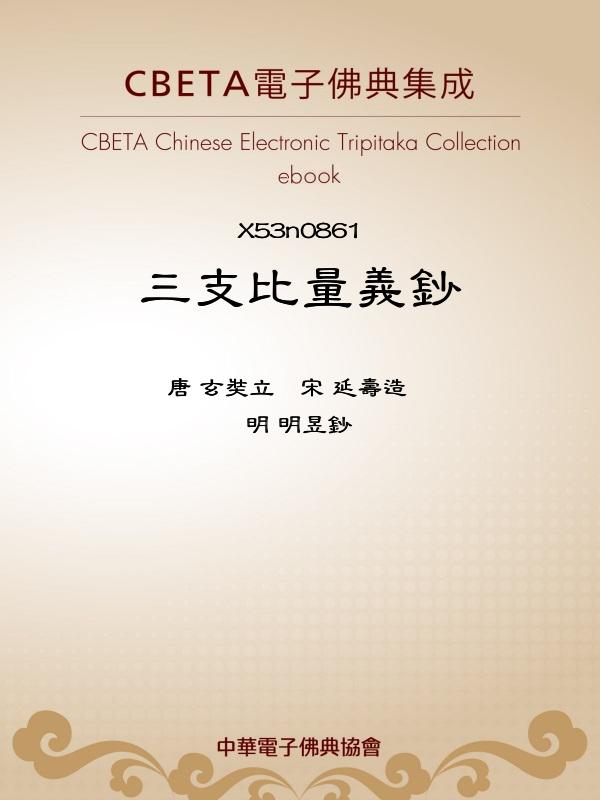 CBETA電子佛典集成
CBETA Chinese Electronic Tripitaka Collection
ebook
X53n0861
三支比量義鈔
唐 玄奘立　宋 延壽造
明 明昱鈔
中華電子佛典協會